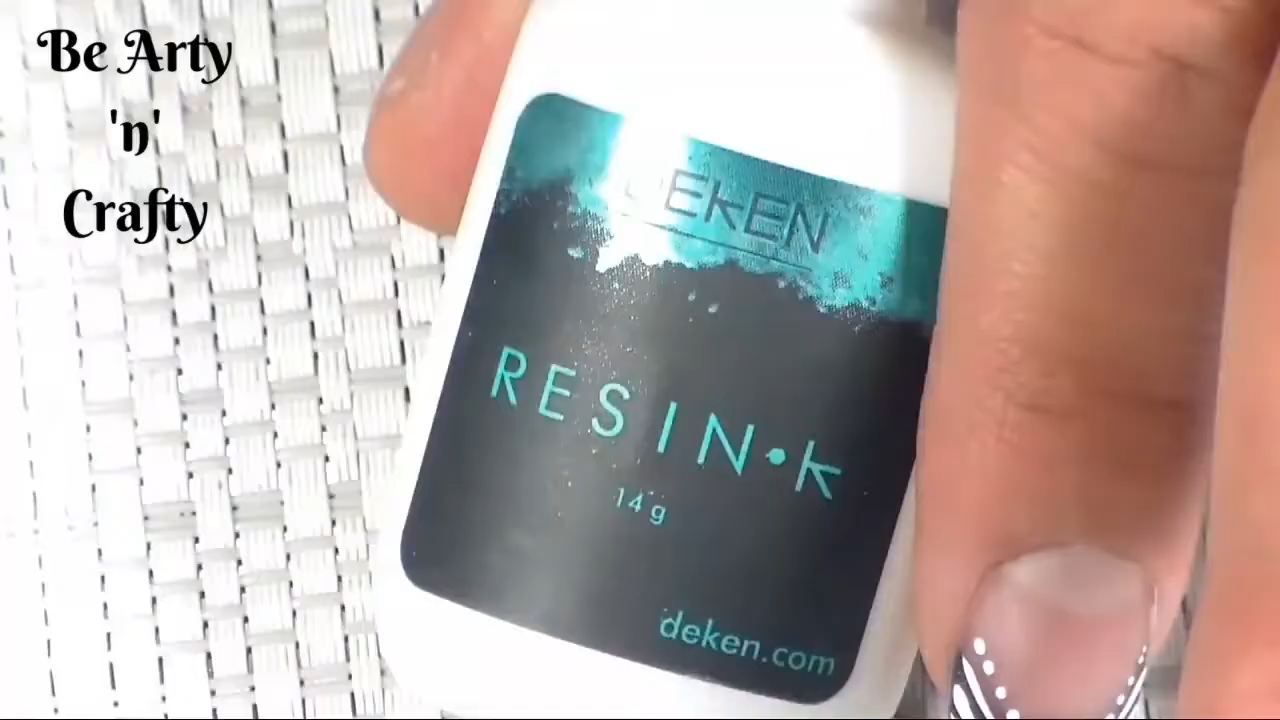 Be Arty
'n'
Crafty
DEKEN
RESIN•K
14g
deken.com